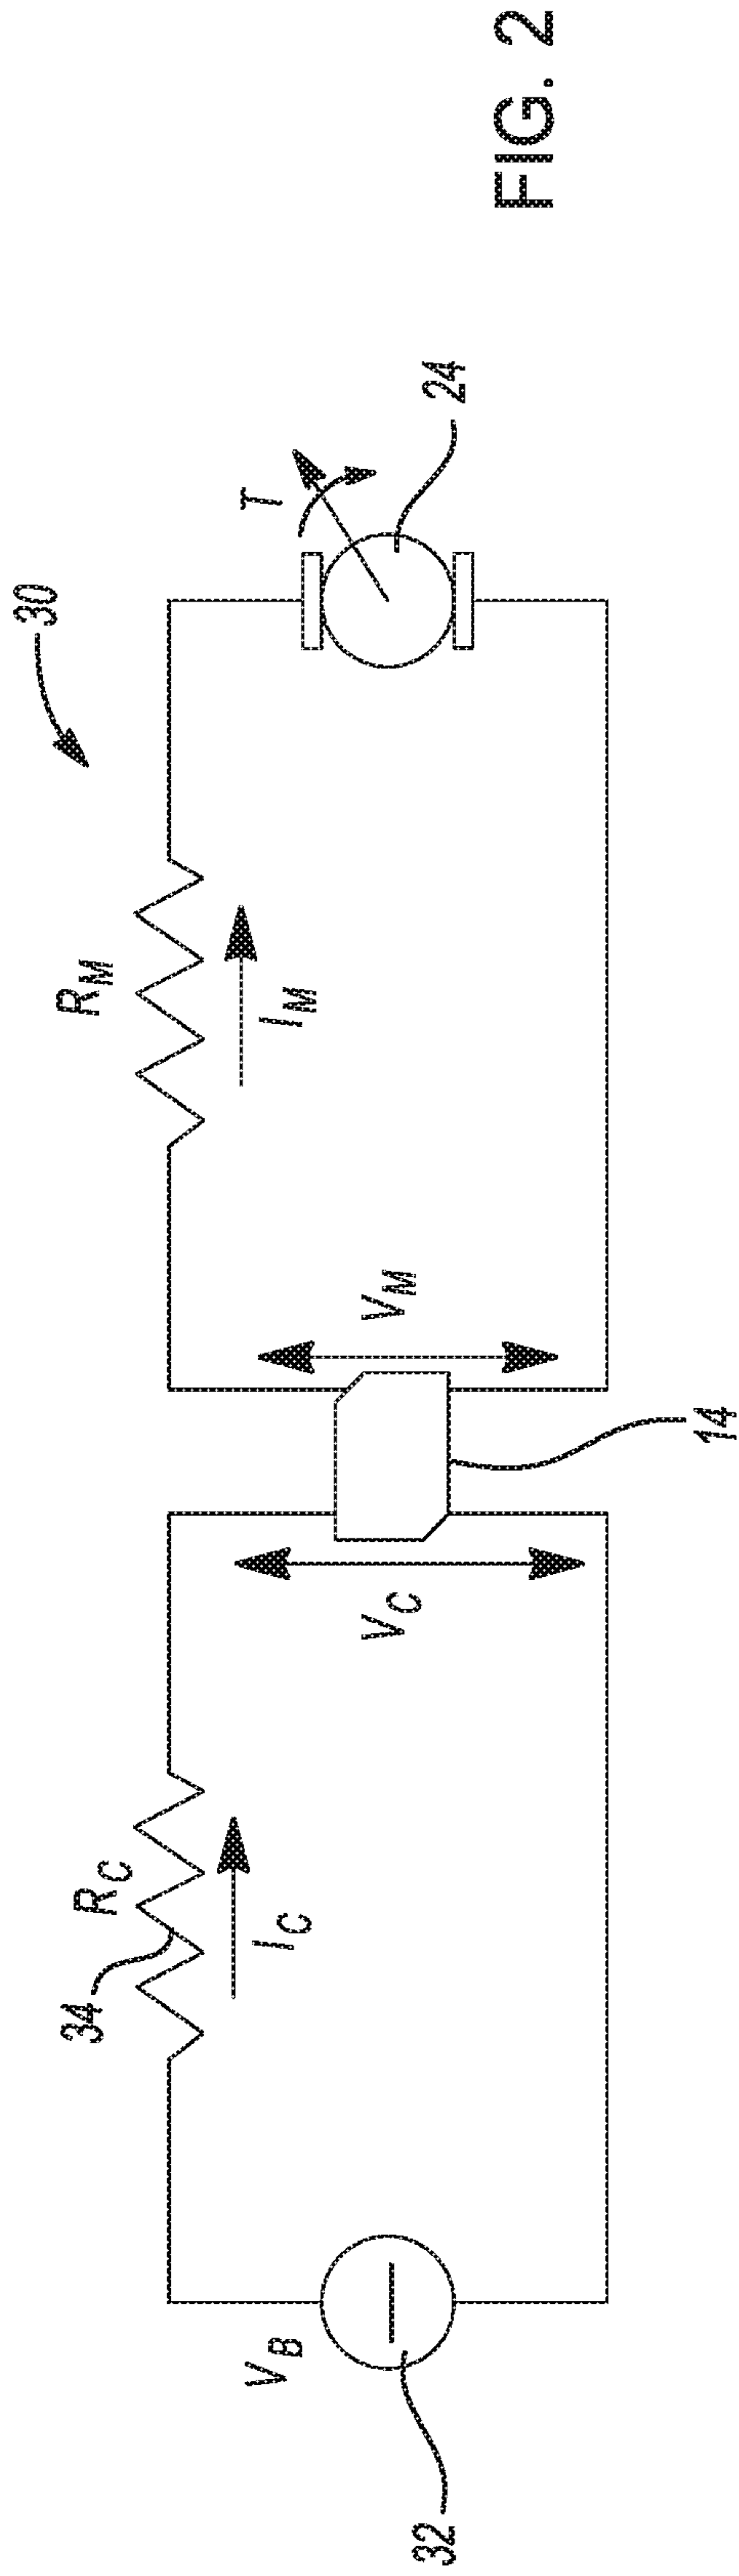 30
34
R_C
R_M
I_C
I_M
V_B
T
V_C
V_M
32
24
14
FIG. 2